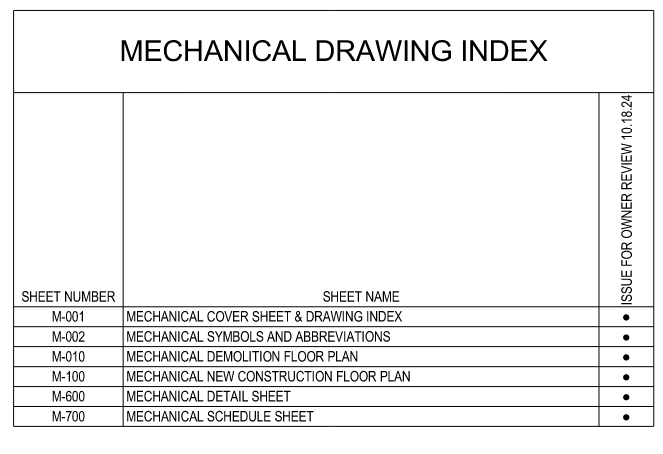 MECHANICAL DRAWING INDEX
SHEET NUMBER SHEET NAME ISSUE FOR OWNER REVIEW 10.18.24
M-001 MECHANICAL COVER SHEET & DRAWING INDEX ●
M-002 MECHANICAL SYMBOLS AND ABBREVIATIONS ●
M-010 MECHANICAL DEMOLITION FLOOR PLAN ●
M-100 MECHANICAL NEW CONSTRUCTION FLOOR PLAN ●
M-600 MECHANICAL DETAIL SHEET ●
M-700 MECHANICAL SCHEDULE SHEET ●